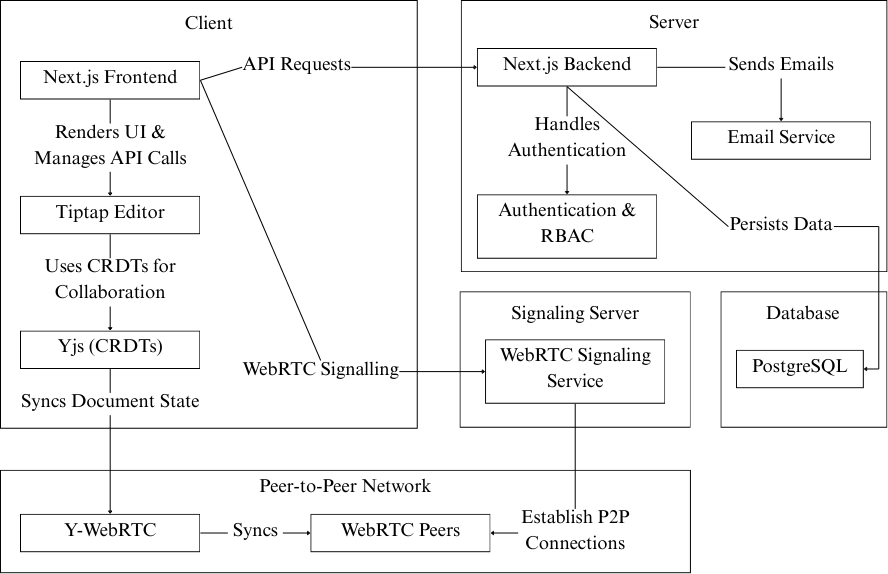 Client
Next.js Frontend
API Requests
Renders UI &
Manages API Calls
Tiptap Editor
Uses CRDTs for
Collaboration
Yjs (CRDTs)
Syncs Document State
WebRTC Signalling
Server
Next.js Backend
Sends Emails
Email Service
Handles
Authentication
Authentication &
RBAC
Persists Data
Signaling Server
WebRTC Signaling
Service
Database
PostgreSQL
Peer-to-Peer Network
Y-WebRTC
Syncs
WebRTC Peers
Establish P2P
Connections